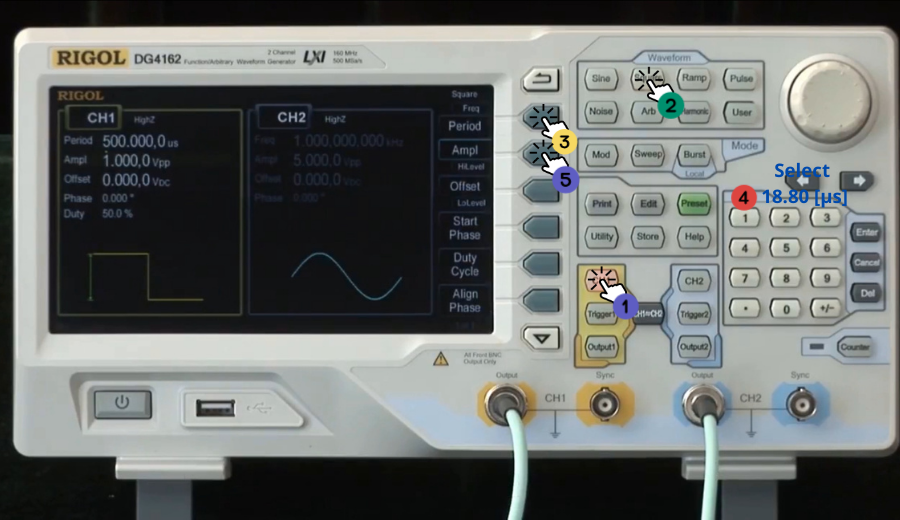 RIGOL DG4162 2 Channel Function/Arbitrary Waveform Generator LXI 160 MHz 500 MSa/s
RIGOL
Square
CH1 HighZ
Period 500.000,0 us
Ampl 1.000,0 Vpp
Offset 0.000,0 VDC
Phase 0.000 °
Duty 50.0 %
CH2 HighZ
Freq 1.000,000,000 kHz
Ampl 5.000,0 Vpp
Offset 0.000,0 VDC
Phase 0.000 °
Freq
Period
Ampl
HiLevel
Offset
LoLevel
Start
Phase
Duty
Cycle
Align
Phase
3
5
Waveform
Sine Ramp Pulse
2
Noise Arb User
Mod Sweep Burst Mode
Local
Print Edit Preset
Utility Store Help
Select
4 18.80 [µs]
1 2 3 Enter
4 5 6 Cancel
7 8 9 Del
. 0 +/-
CH2
1
Trigger1 Trigger2
Output1 Output2
Counter
All Front BNC
Output Only
Output CH1 Sync
Output CH2 Sync